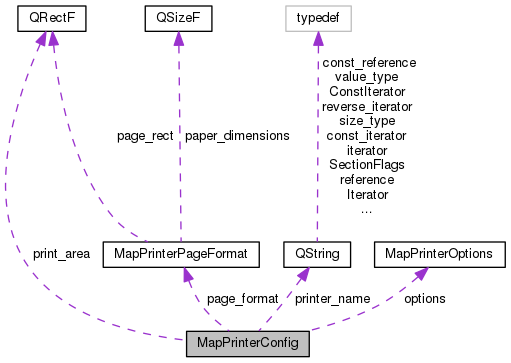 QRectF
QSizeF
typedef
const_reference
value_type
ConstIterator
reverse_iterator
size_type
const_iterator
iterator
SectionFlags
reference
Iterator
...
page_rect
paper_dimensions
print_area
MapPrinterPageFormat
QString
MapPrinterOptions
page_format
printer_name
options
MapPrinterConfig